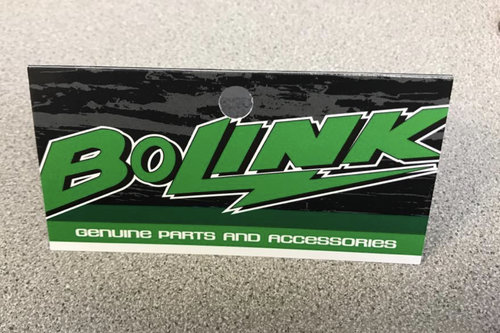 BoLINK
GENUINE PARTS AND ACCESSORIES